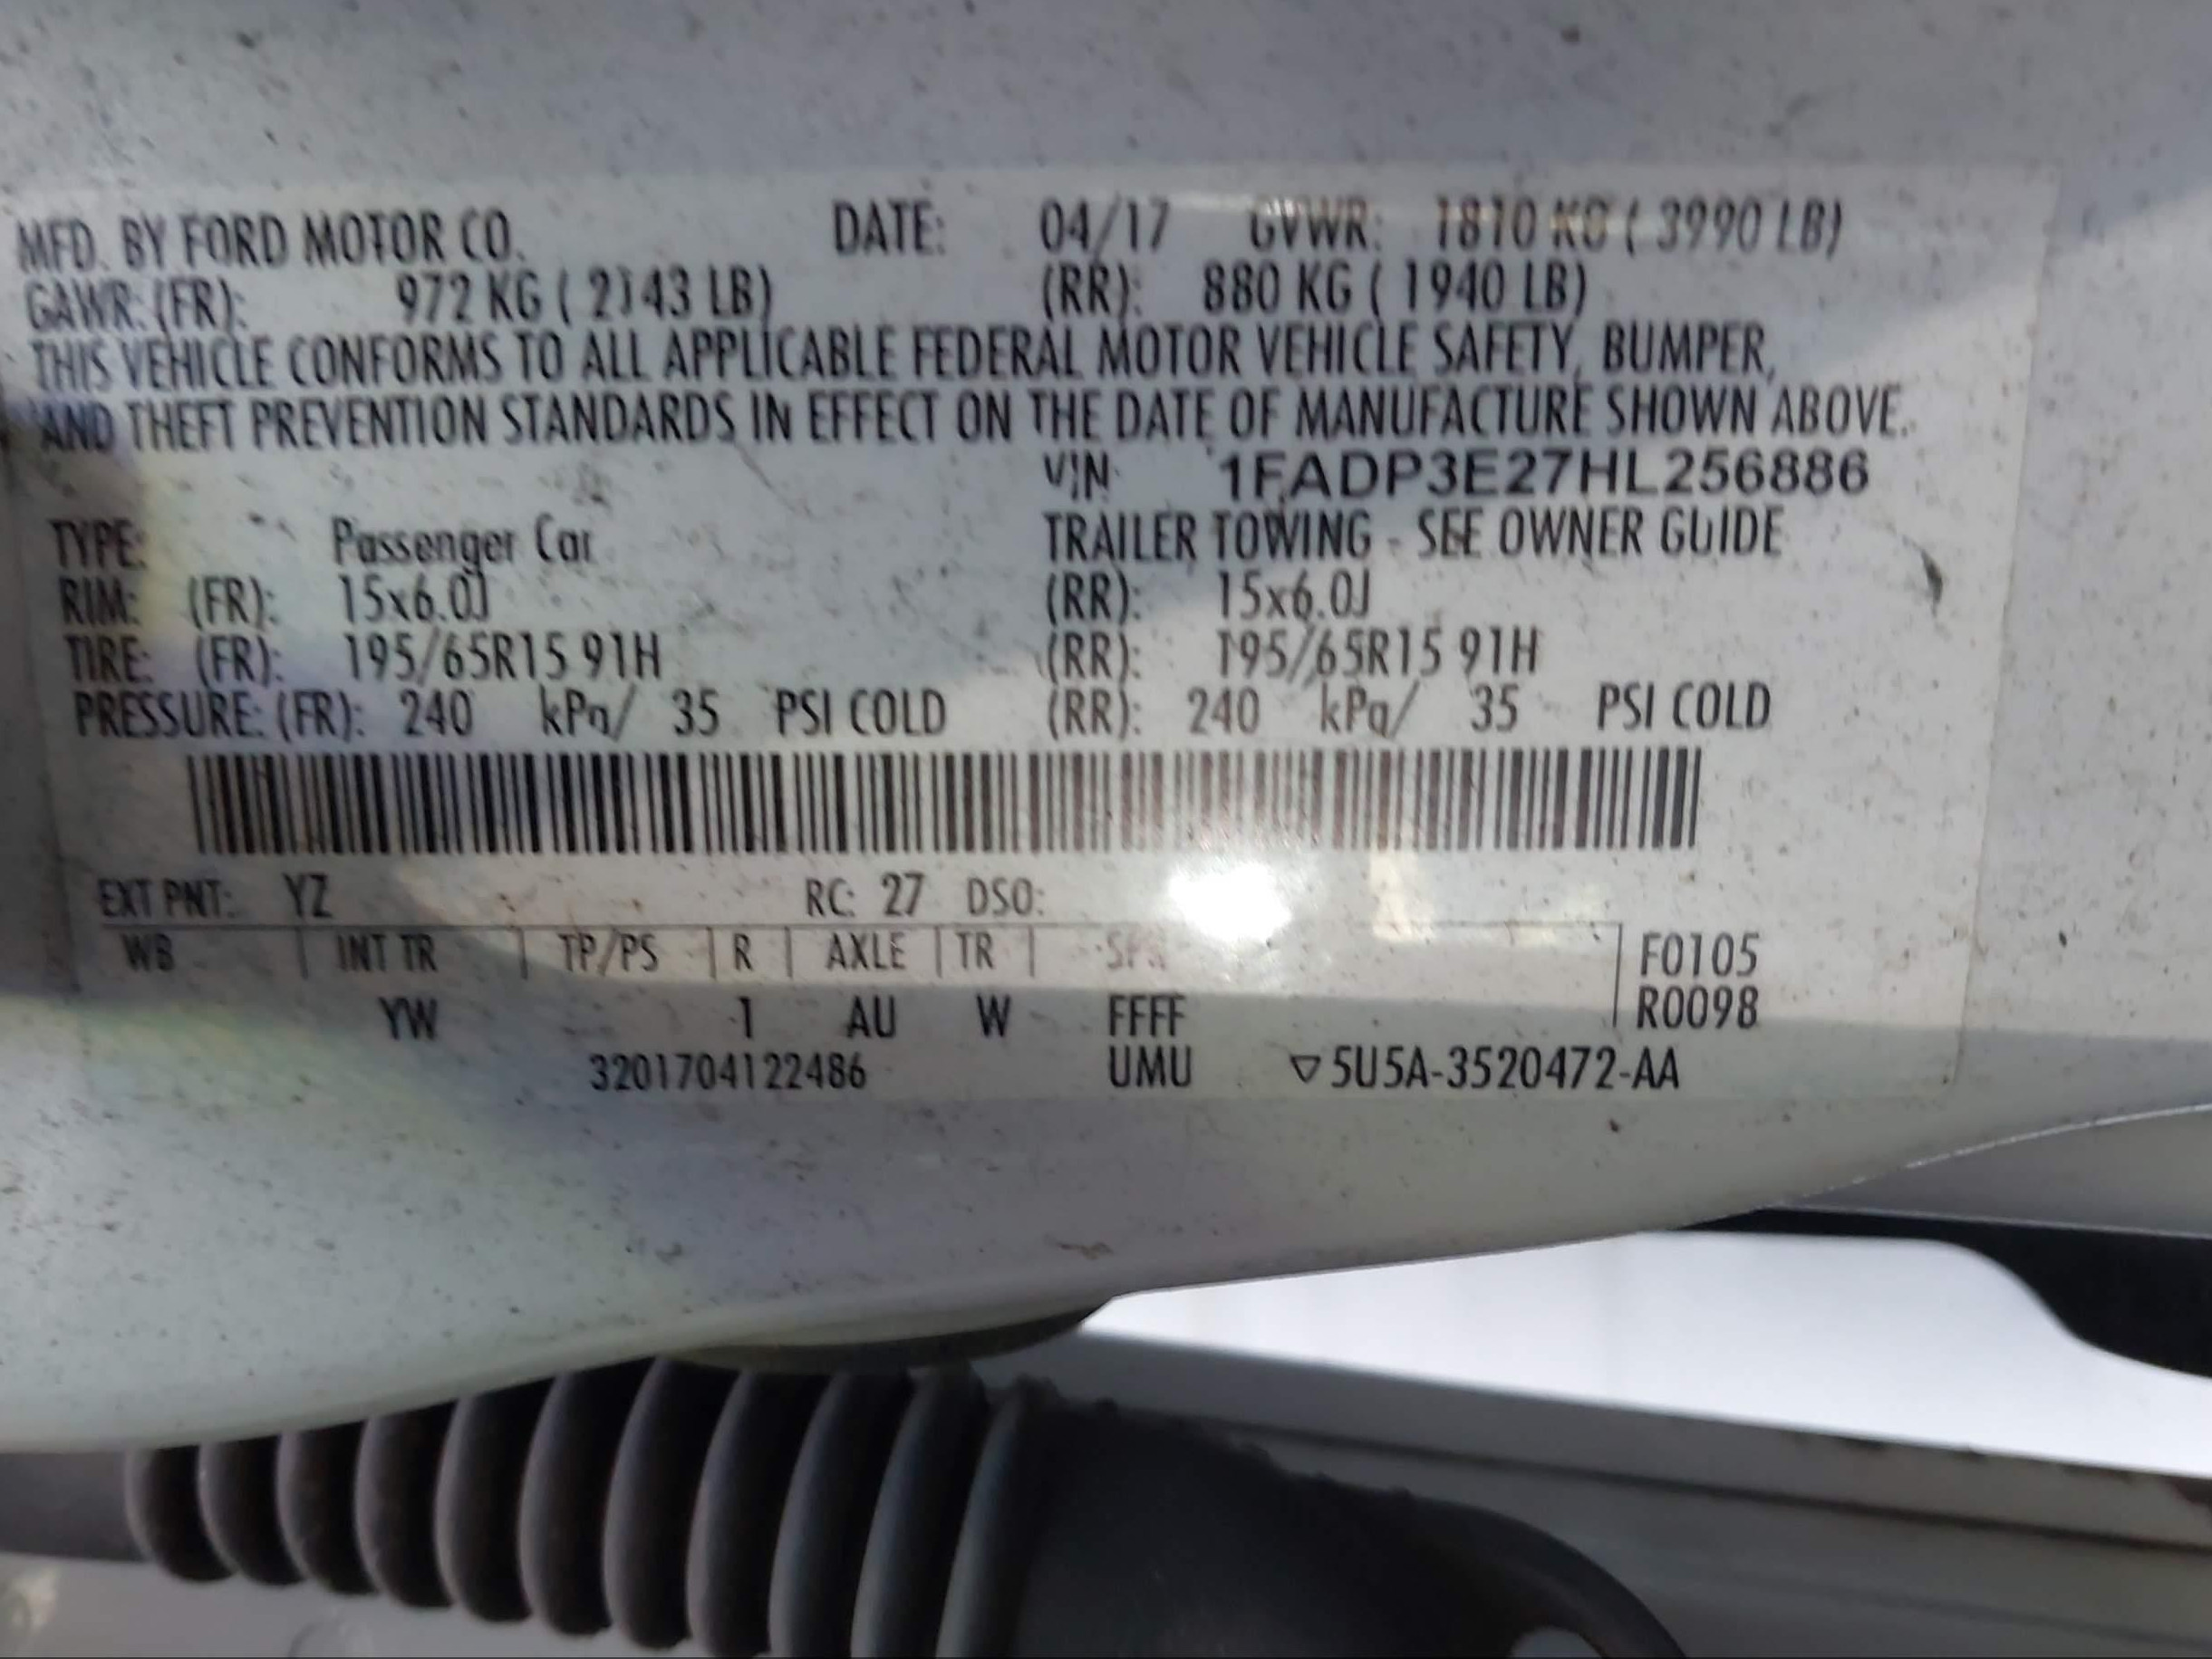 MFD. BY FORD MOTOR CO. DATE: 04/17 GVWR: 1810 KG ( 3990 LB)
GAWR: (FR): 972 KG ( 2143 LB) (RR): 880 KG ( 1940 LB)
THIS VEHICLE CONFORMS TO ALL APPLICABLE FEDERAL MOTOR VEHICLE SAFETY, BUMPER,
AND THEFT PREVENTION STANDARDS IN EFFECT ON THE DATE OF MANUFACTURE SHOWN ABOVE.
VIN: 1FADP3E27HL256886
TYPE: Passenger Car TRAILER TOWING - SEE OWNER GUIDE
RIM: (FR): 15x6.0J (RR): 15x6.0J
TIRE: (FR): 195/65R15 91H (RR): 195/65R15 91H
PRESSURE: (FR): 240 kPa/ 35 PSI COLD (RR): 240 kPa/ 35 PSI COLD
EXT PNT: YZ RC: 27 DSO:
WB | INT TR | TP/PS | R | AXLE | TR | SPR F0105
YW 1 AU W FFFF R0098
3201704122486 UMU ▽5U5A-3520472-AA